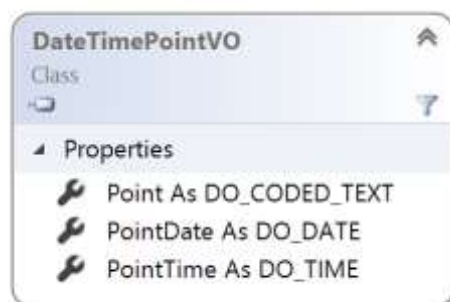 DateTimePointVO
Class
Properties
Point As DO_CODED_TEXT
PointDate As DO_DATE
PointTime As DO_TIME